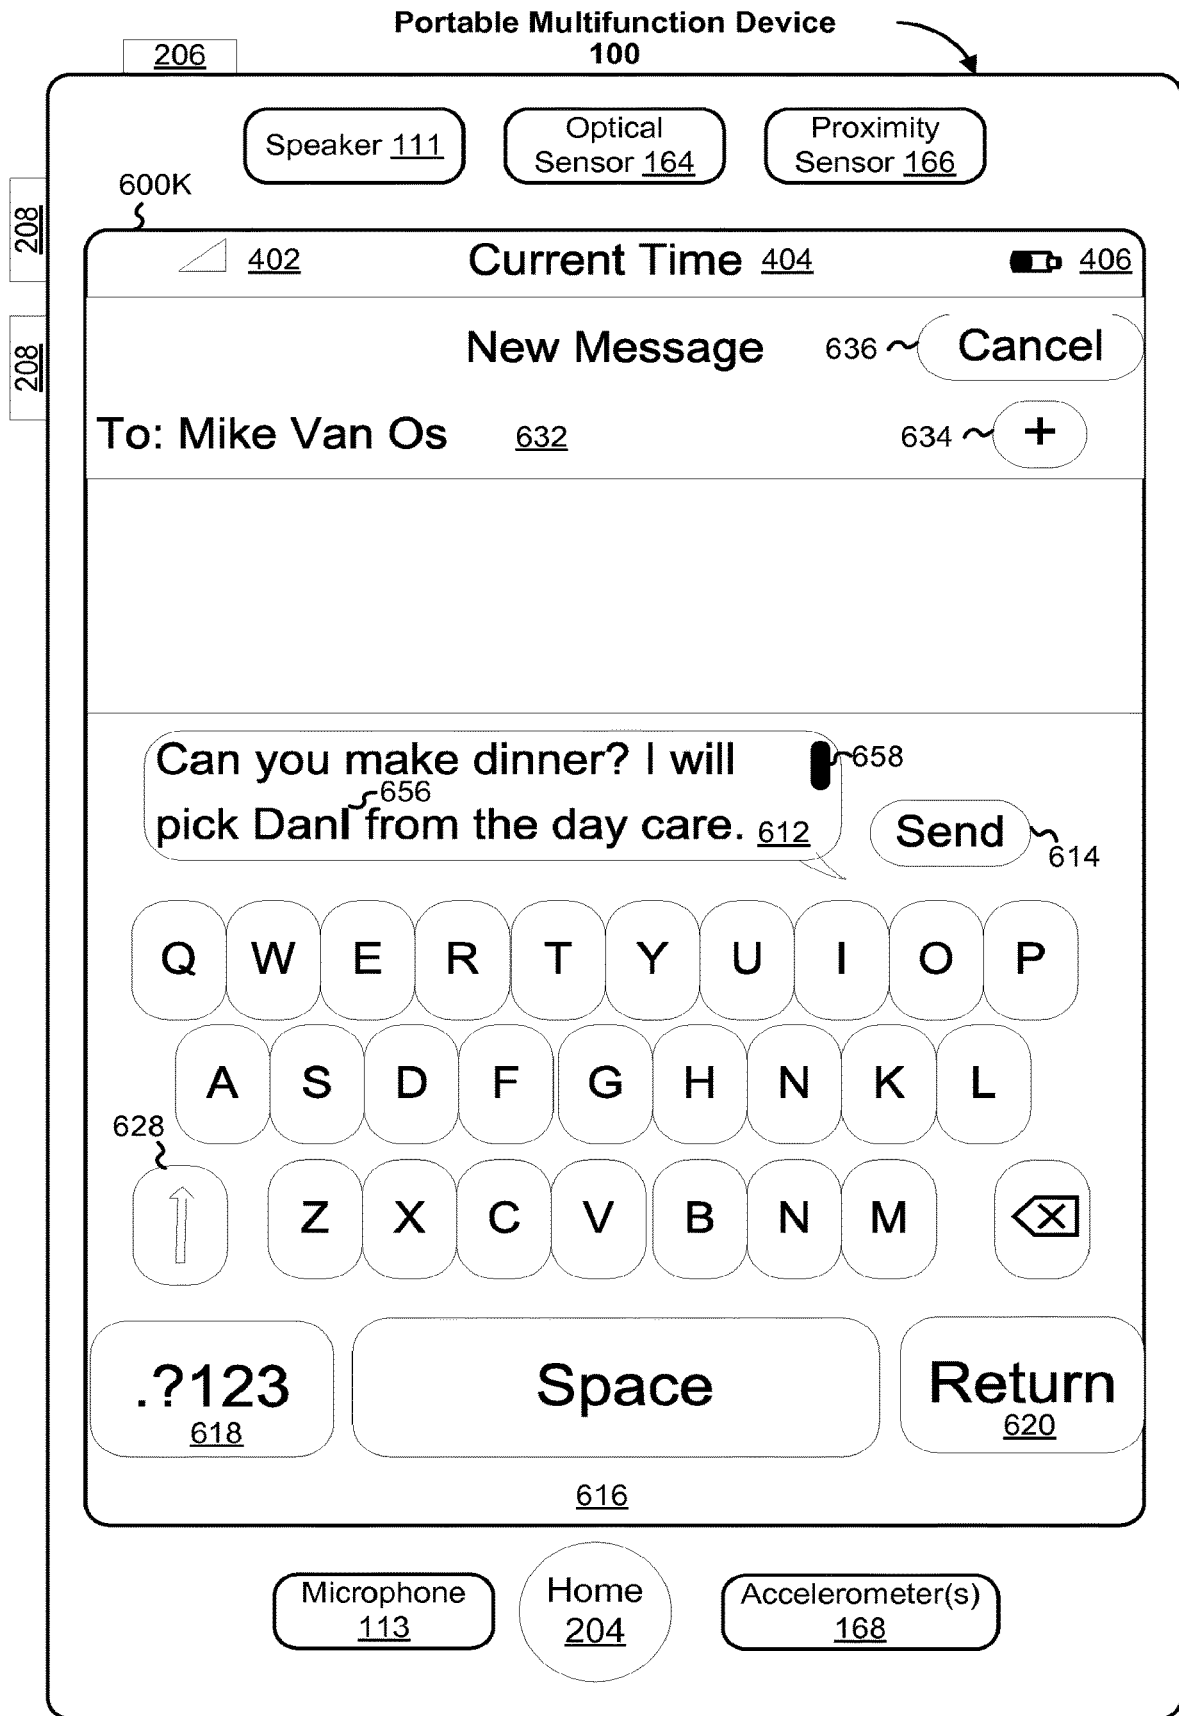 Portable Multifunction Device
100
206
Speaker 111
Optical
Sensor 164
Proximity
Sensor 166
600K
208
208
402
Current Time 404
406
New Message
636
Cancel
To: Mike Van Os
632
634
+
Can you make dinner? I will
658
656
pick DanI from the day care. 612
Send
614
Q W E R T Y U I O P
A S D F G H N K L
628
Z X C V B N M
.?123
618
Space
Return
620
616
Microphone
113
Home
204
Accelerometer(s)
168